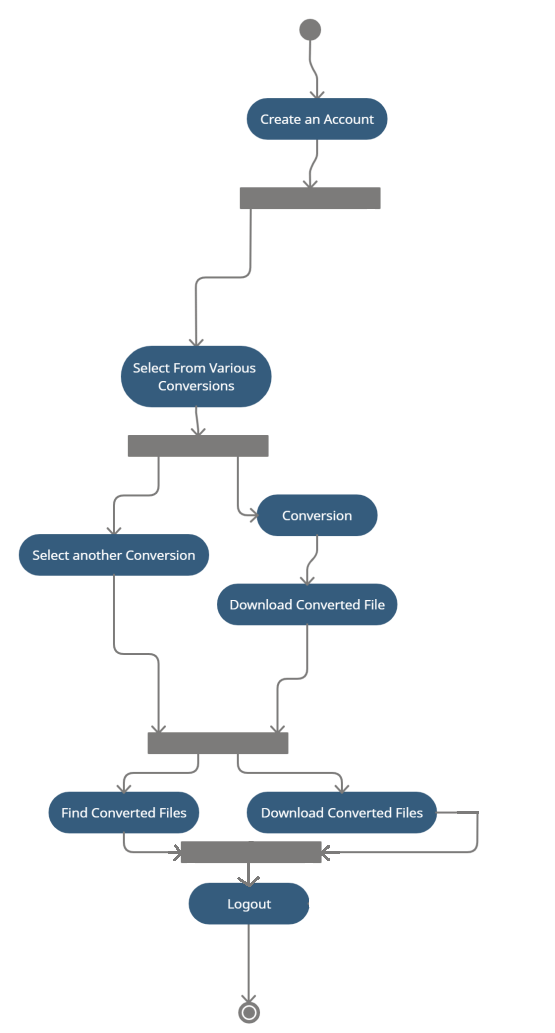 Create an Account
Select From Various
Conversions
Conversion
Select another Conversion
Download Converted File
Find Converted Files
Download Converted Files
Logout